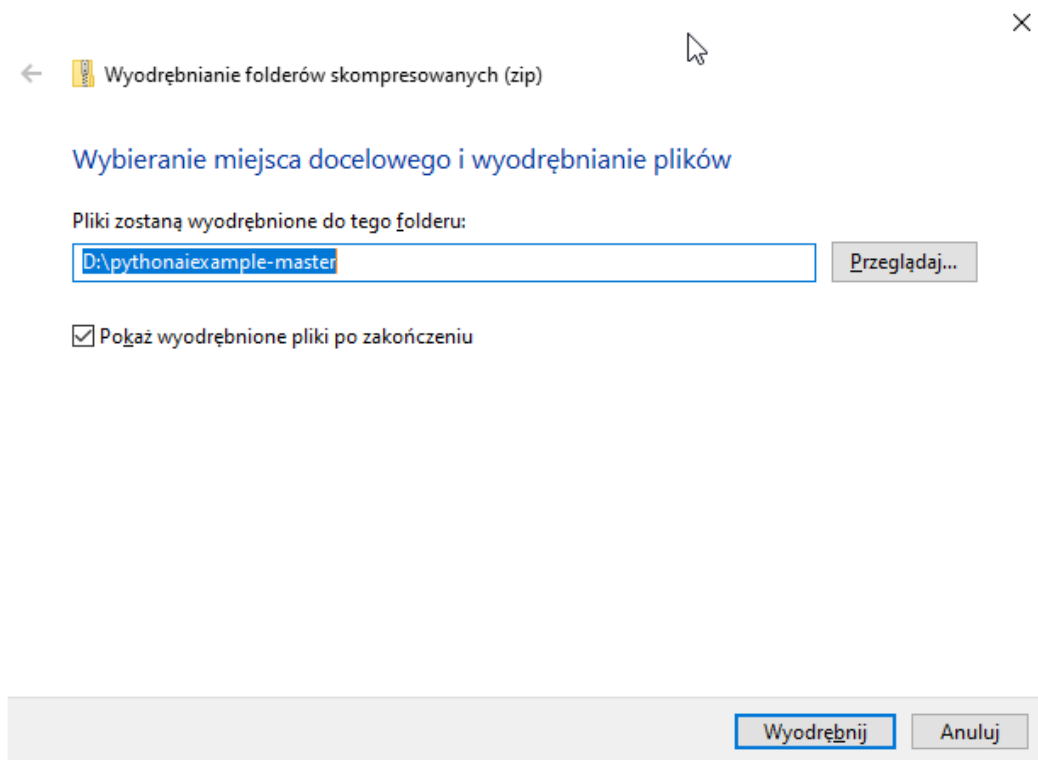 Wyodrębnianie folderów skompresowanych (zip)
Wybieranie miejsca docelowego i wyodrębnianie plików
Pliki zostaną wyodrębnione do tego folderu:
D:\pythonaiexample-master
Przeglądaj...
Pokaż wyodrębnione pliki po zakończeniu
Wyodrębnij
Anuluj